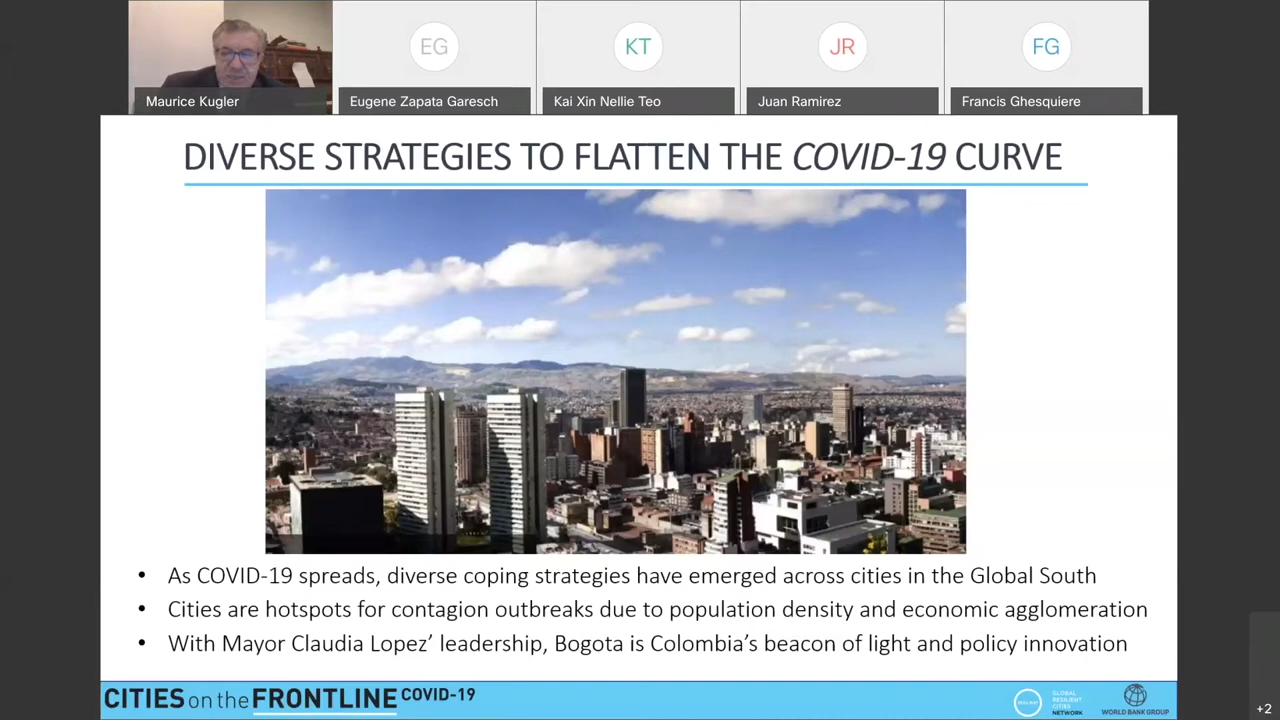 EG
KT
JR
FG
Maurice Kugler
Eugene Zapata Garesch
Kai Xin Nellie Teo
Juan Ramirez
Francis Ghesquiere
DIVERSE STRATEGIES TO FLATTEN THE COVID-19 CURVE
• As COVID-19 spreads, diverse coping strategies have emerged across cities in the Global South
• Cities are hotspots for contagion outbreaks due to population density and economic agglomeration
• With Mayor Claudia Lopez’ leadership, Bogota is Colombia’s beacon of light and policy innovation
CITIES on the FRONTLINE COVID-19
GLOBAL
RESILIENT
CITIES
NETWORK
WORLD BANK GROUP
+2